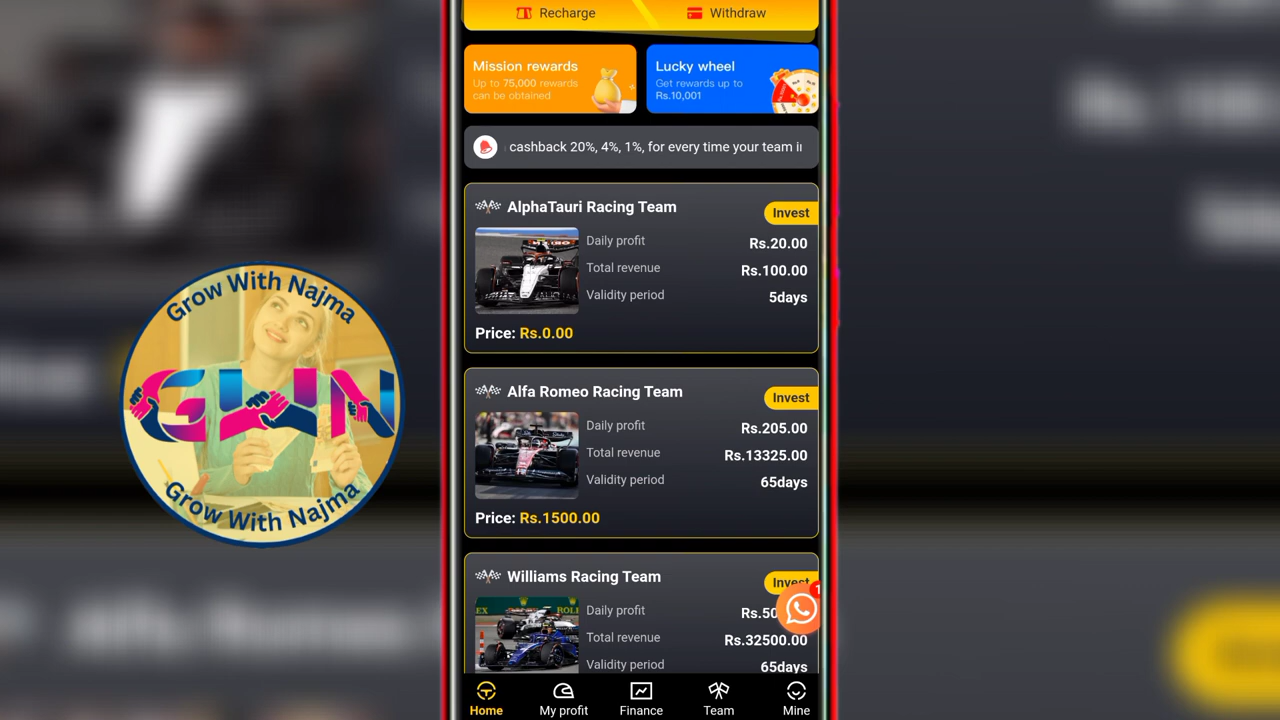 Recharge
Withdraw
Mission rewards
Up to 75,000 rewards
can be obtained
Lucky wheel
Get rewards up to
Rs.10,001
cashback 20%, 4%, 1%, for every time your team
AlphaTauri Racing Team
Invest
Daily profit
Rs.20.00
Total revenue
Rs.100.00
Validity period
5days
Price: Rs.0.00
Alfa Romeo Racing Team
Invest
Daily profit
Rs.205.00
Total revenue
Rs.13325.00
Validity period
65days
Price: Rs.1500.00
Williams Racing Team
Invest
Daily profit
Total revenue
Rs.32500.00
Validity period
65days
1
Home
My profit
Finance
Team
Mine
Grow With Najma
GWN
Grow With Najma